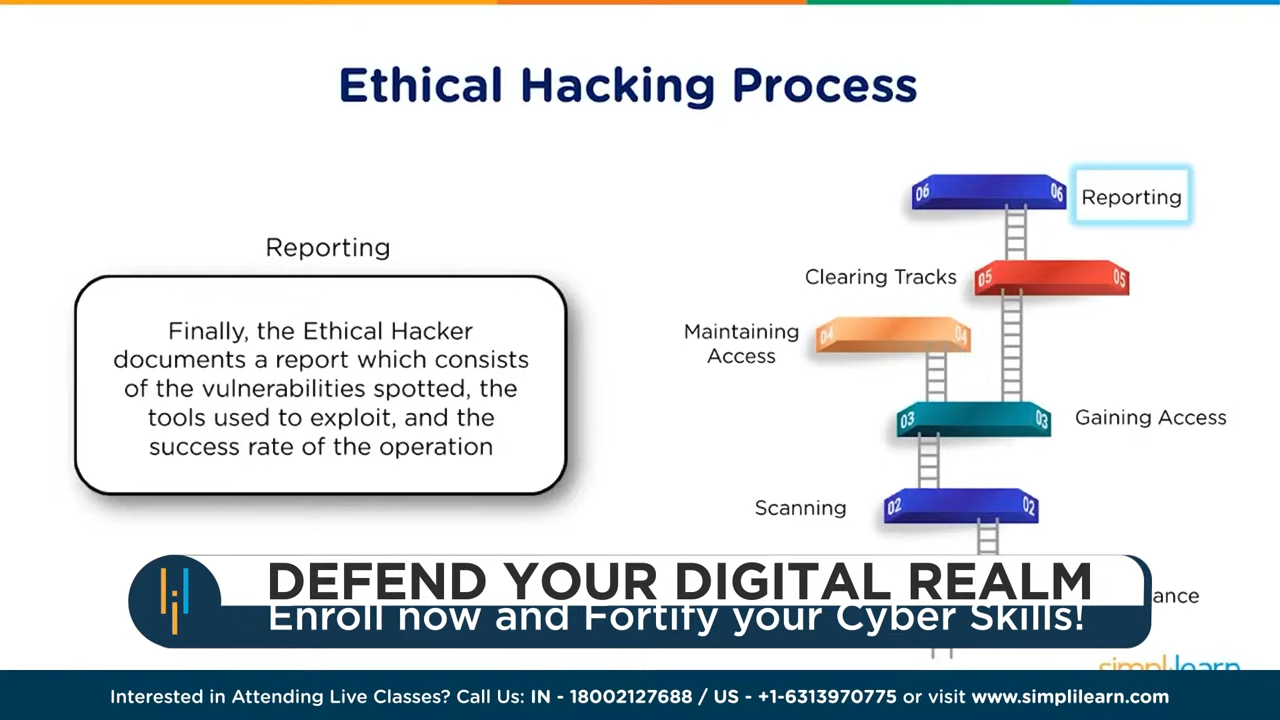 Ethical Hacking Process
Reporting
Finally, the Ethical Hacker
documents a report which consists
of the vulnerabilities spotted, the
tools used to exploit, and the
success rate of the operation
06 06 Reporting
Clearing Tracks 05 05
Maintaining
Access
04 04
03 03 Gaining Access
Scanning 02 02
ance
DEFEND YOUR DIGITAL REALM
Enroll now and Fortify your Cyber Skills!
simplilearn
Interested in Attending Live Classes? Call Us: IN - 18002127688 / US - +1-6313970775 or visit www.simplilearn.com